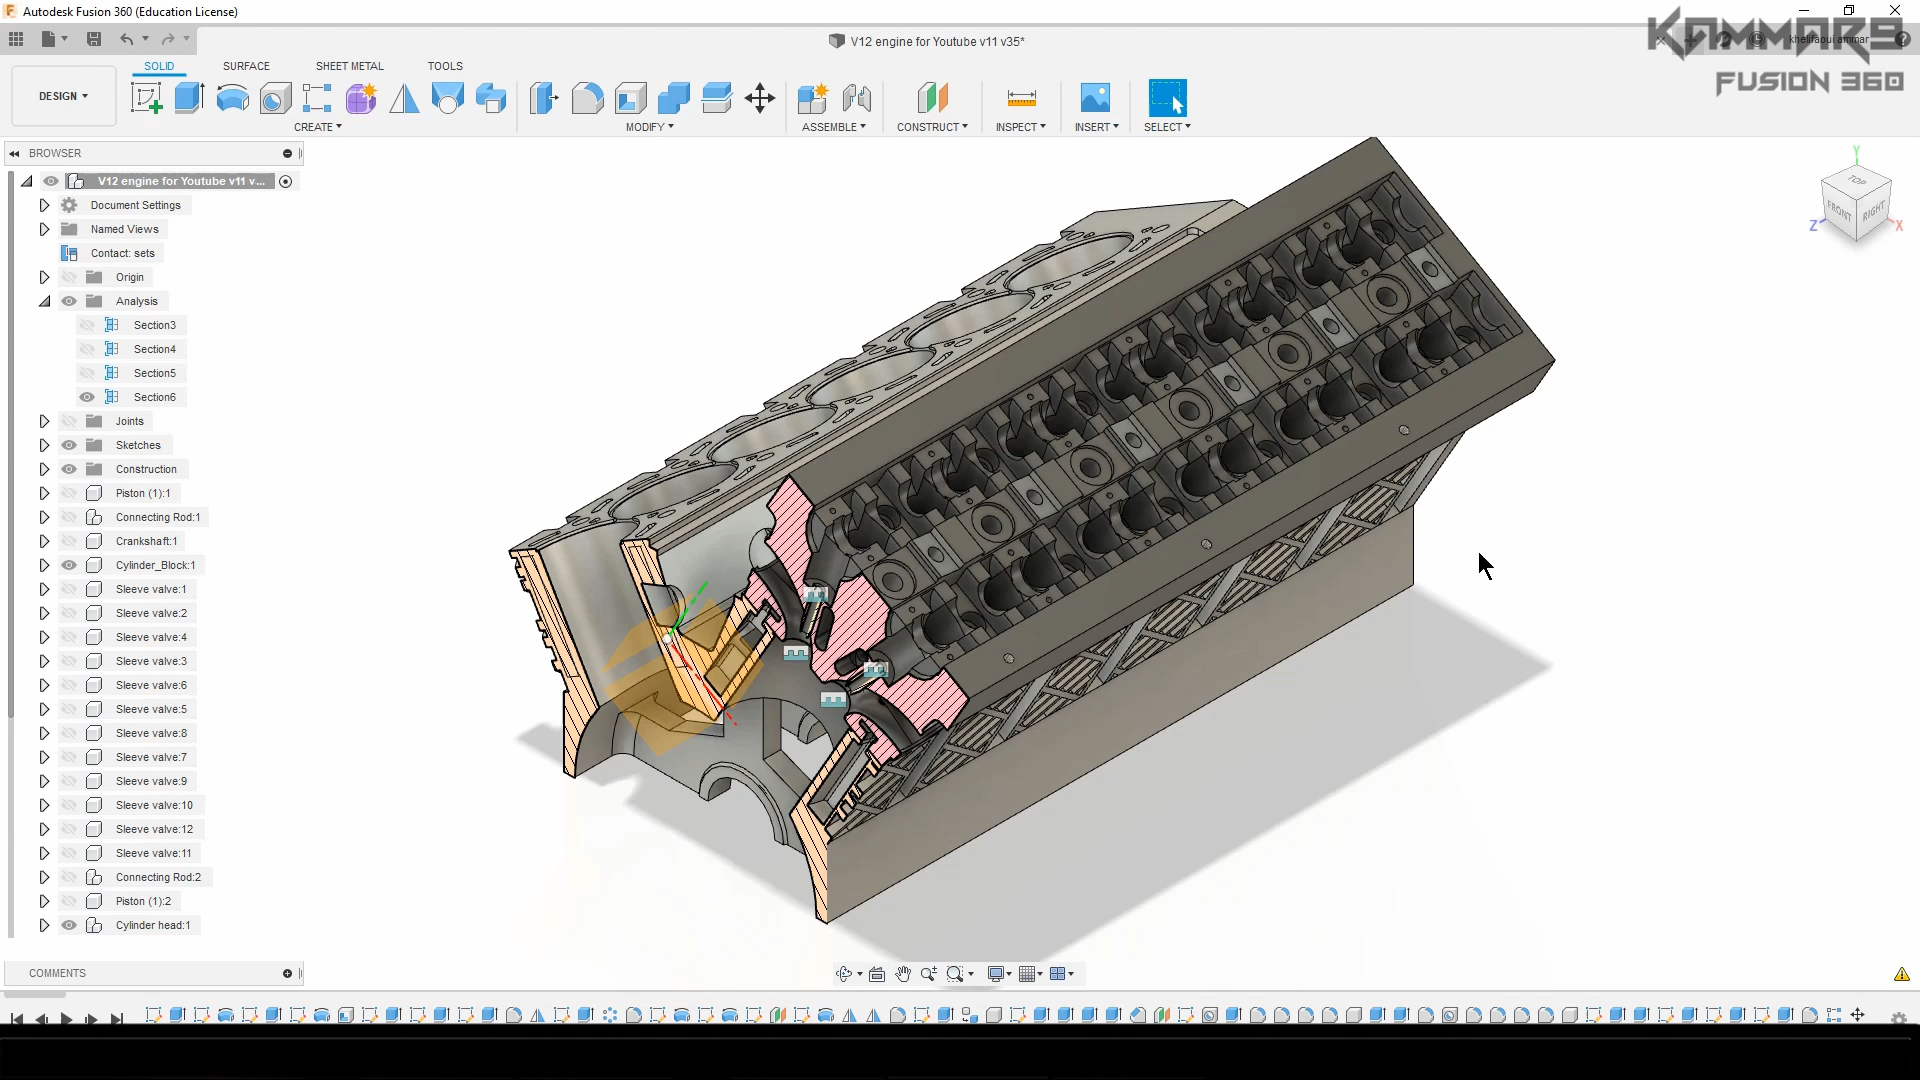 Autodesk Fusion 360 (Education License)
V12 engine for Youtube v11 v35*
khelifaoui ammar
KAMMAR9
FUSION 360
SOLID
SURFACE
SHEET METAL
TOOLS
DESIGN
CREATE
MODIFY
ASSEMBLE
CONSTRUCT
INSPECT
INSERT
SELECT
BROWSER
V12 engine for Youtube v11 v...
Document Settings
Named Views
Contact: sets
Origin
Analysis
Section3
Section4
Section5
Section6
Joints
Sketches
Construction
Piston (1):1
Connecting Rod:1
Crankshaft:1
Cylinder_Block:1
Sleeve valve:1
Sleeve valve:2
Sleeve valve:4
Sleeve valve:3
Sleeve valve:6
Sleeve valve:5
Sleeve valve:8
Sleeve valve:7
Sleeve valve:9
Sleeve valve:10
Sleeve valve:12
Sleeve valve:11
Connecting Rod:2
Piston (1):2
Cylinder head:1
COMMENTS
Y
TOP
FRONT
RIGHT
Z
X